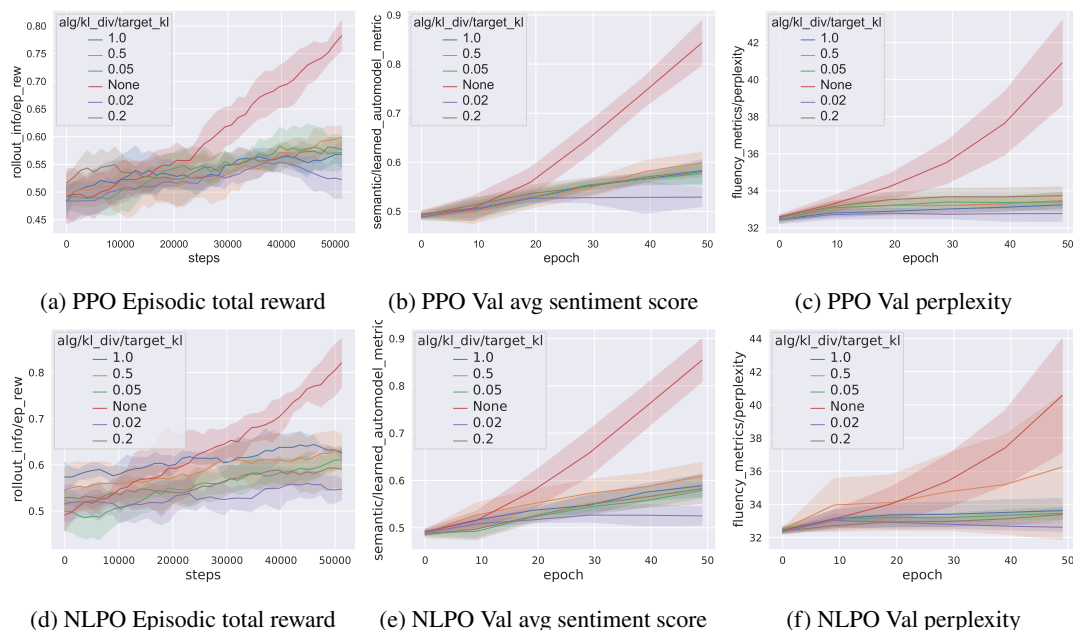 alg/kl_div/target_kl
1.0
0.5
0.05
None
0.02
0.2
rollout_info/ep_rew
0.80
0.75
0.70
0.65
0.60
0.55
0.50
0.45
0 10000 20000 30000 40000 50000
steps
(a) PPO Episodic total reward
alg/kl_div/target_kl
1.0
0.5
0.05
None
0.02
0.2
semantic/learned_automodel_metric
0.9
0.8
0.7
0.6
0.5
0 10 20 30 40 50
epoch
(b) PPO Val avg sentiment score
alg/kl_div/target_kl
1.0
0.5
0.05
None
0.02
0.2
fluency_metrics/perplexity
42
40
38
36
34
32
0 10 20 30 40 50
epoch
(c) PPO Val perplexity
alg/kl_div/target_kl
1.0
0.5
0.05
None
0.02
0.2
rollout_info/ep_rew
0.8
0.7
0.6
0.5
0 10000 20000 30000 40000 50000
steps
(d) NLPO Episodic total reward
alg/kl_div/target_kl
1.0
0.5
0.05
None
0.02
0.2
semantic/learned_automodel_metric
0.9
0.8
0.7
0.6
0.5
0 10 20 30 40 50
epoch
(e) NLPO Val avg sentiment score
alg/kl_div/target_kl
1.0
0.5
0.05
None
0.02
0.2
fluency_metrics/perplexity
44
42
40
38
36
34
32
0 10 20 30 40 50
epoch
(f) NLPO Val perplexity